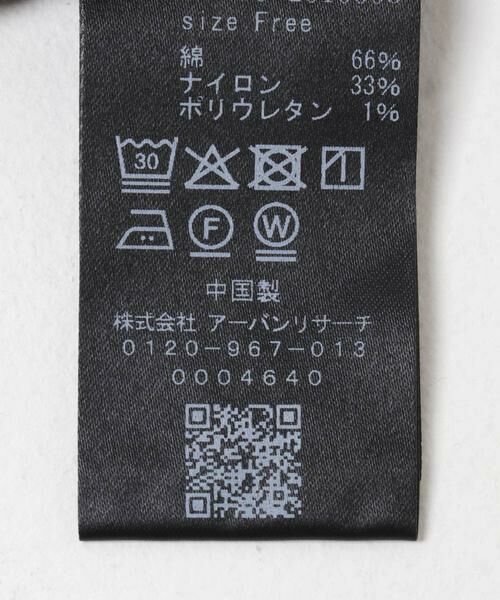 size Free
綿 66%
ナイロン 33%
ポリウレタン 1%
30
F W
中国製
株式会社 アーバンリサーチ
0120-967-013
0004640